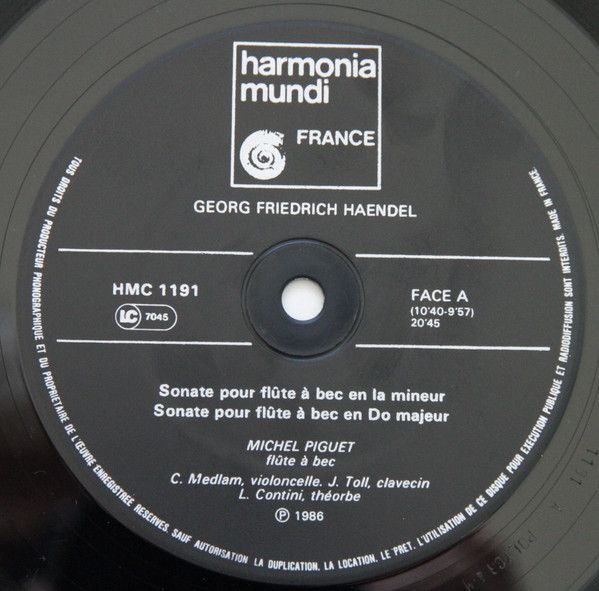 harmonia
mundi
FRANCE
GEORG FRIEDRICH HAENDEL
HMC 1191
LC 7045
FACE A
(10'40-9'57)
20'45
Sonate pour flûte à bec en la mineur
Sonate pour flûte à bec en Do majeur
MICHEL PIGUET
flûte à bec
C. Medlam, violoncelle. J. Toll, clavecin
L. Contini, théorbe
℗ 1986
TOUS DROITS DU PRODUCTEUR PHONOGRAPHIQUE ET DU PROPRIETAIRE DE L'ŒUVRE ENREGISTREE RESERVES. SAUF AUTORISATION LA DUPLICATION, LA LOCATION, LE PRET, L'UTILISATION DE CE DISQUE POUR EXECUTION PUBLIQUE ET RADIODIFFUSION SONT INTERDITS. MADE IN FRANCE.